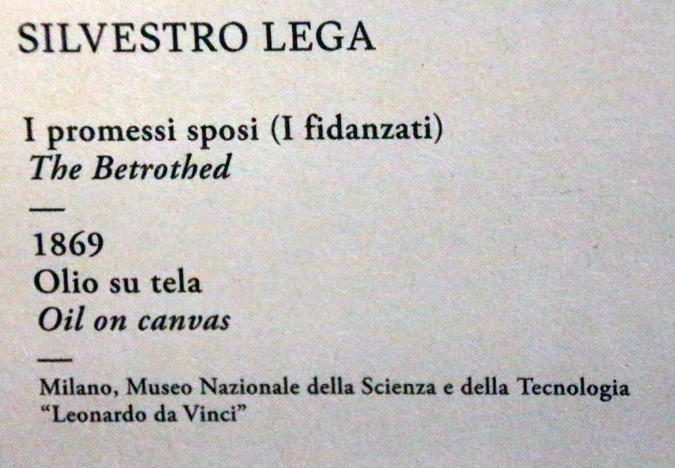 SILVESTRO LEGA
I promessi sposi (I fidanzati)
The Betrothed
—
1869
Olio su tela
Oil on canvas
—
Milano, Museo Nazionale della Scienza e della Tecnologia
“Leonardo da Vinci”